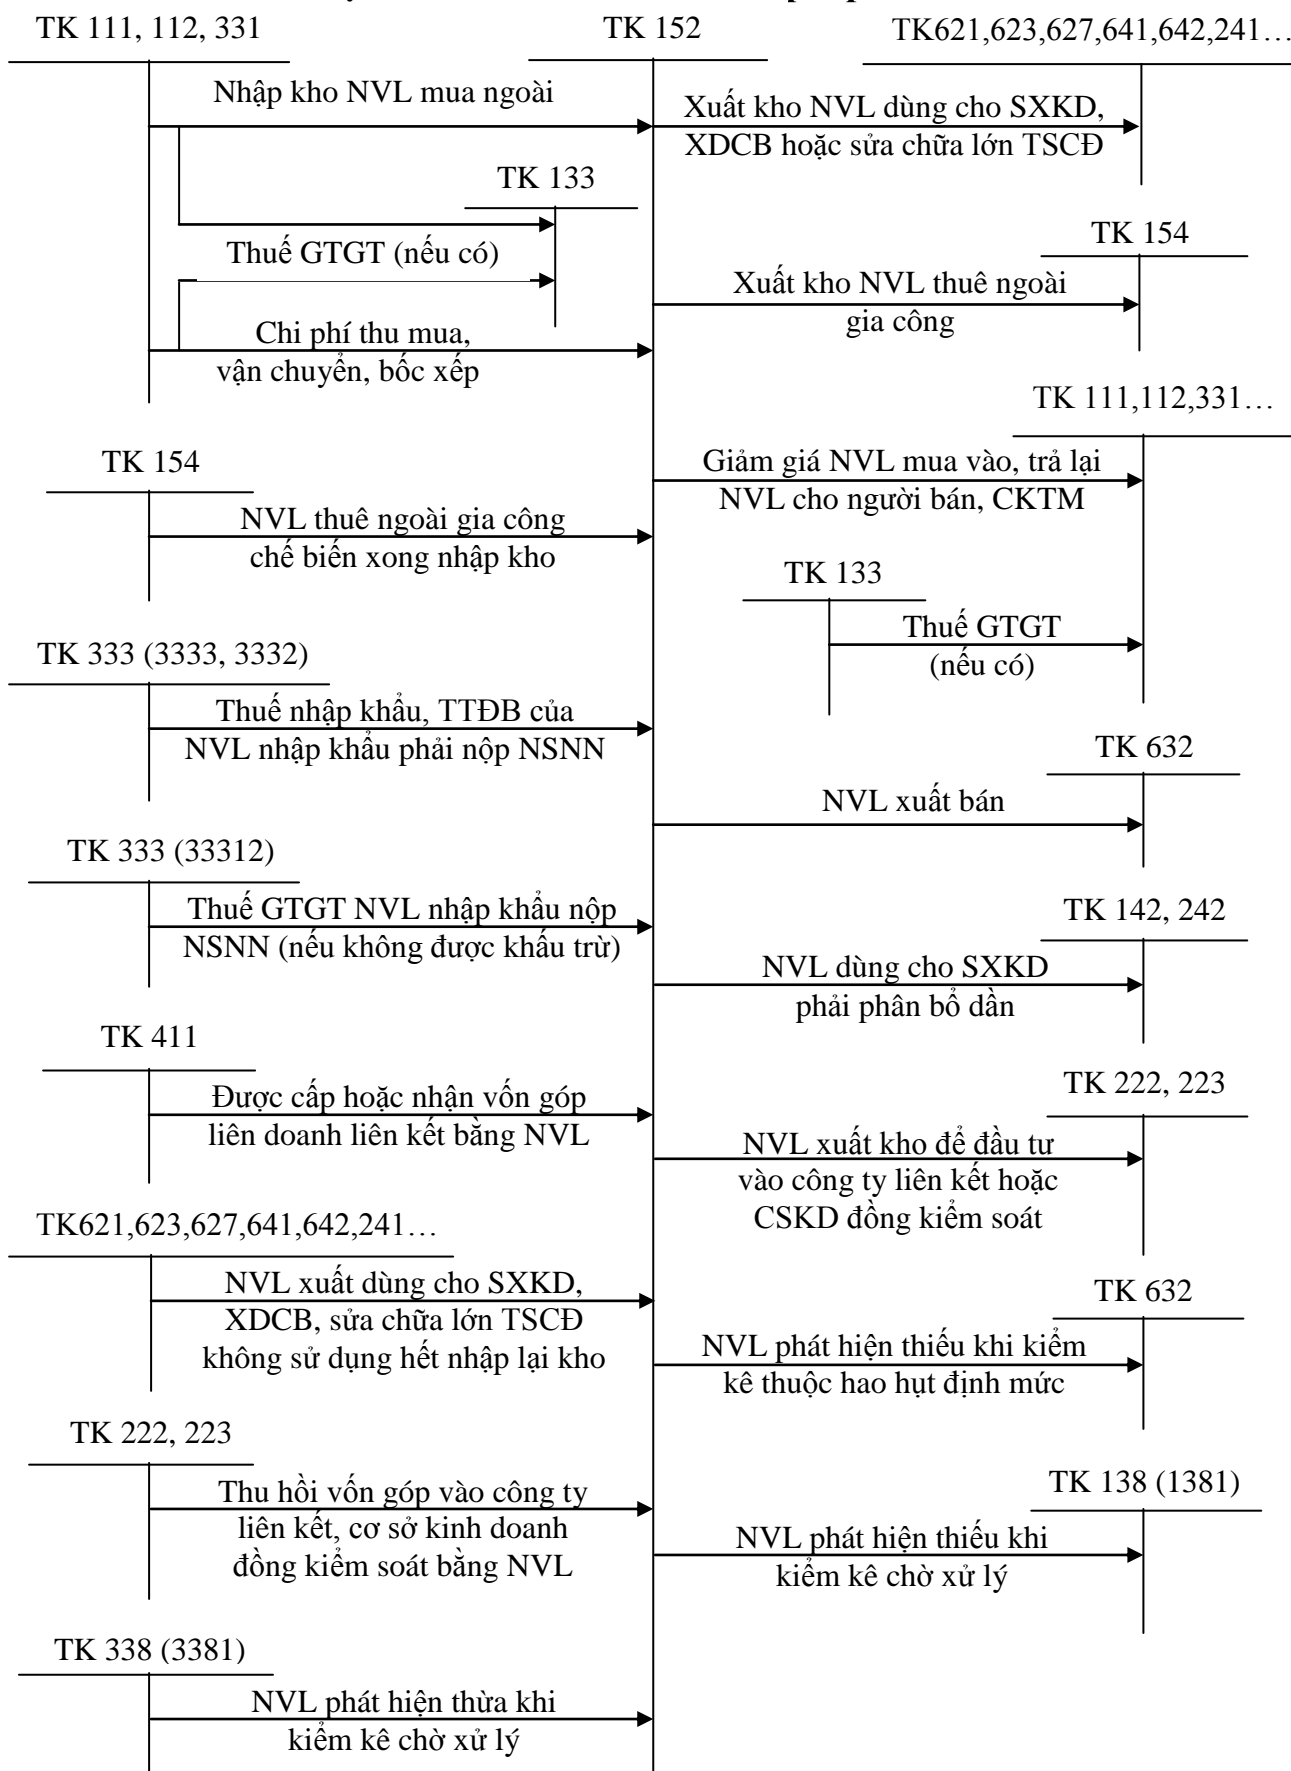 TK 111, 112, 331
TK 152
TK621,623,627,641,642,241…
Nhập kho NVL mua ngoài
Xuất kho NVL dùng cho SXKD,
XDCB hoặc sửa chữa lớn TSCĐ
TK 133
Thuế GTGT (nếu có)
TK 154
Xuất kho NVL thuê ngoài
gia công
Chi phí thu mua,
vận chuyển, bốc xếp
TK 111,112,331…
Giảm giá NVL mua vào, trả lại
NVL cho người bán, CKTM
TK 154
NVL thuê ngoài gia công
chế biến xong nhập kho
TK 133
Thuế GTGT
(nếu có)
TK 333 (3333, 3332)
Thuế nhập khẩu, TTĐB của
NVL nhập khẩu phải nộp NSNN
TK 632
NVL xuất bán
TK 333 (33312)
Thuế GTGT NVL nhập khẩu nộp
NSNN (nếu không được khấu trừ)
TK 142, 242
NVL dùng cho SXKD
phải phân bổ dần
TK 411
Được cấp hoặc nhận vốn góp
liên doanh liên kết bằng NVL
TK 222, 223
NVL xuất kho để đầu tư
vào công ty liên kết hoặc
CSKD đồng kiểm soát
TK621,623,627,641,642,241…
NVL xuất dùng cho SXKD,
XDCB, sửa chữa lớn TSCĐ
không sử dụng hết nhập lại kho
TK 632
NVL phát hiện thiếu khi kiểm
kê thuộc hao hụt định mức
TK 222, 223
Thu hồi vốn góp vào công ty
liên kết, cơ sở kinh doanh
đồng kiểm soát bằng NVL
TK 138 (1381)
NVL phát hiện thiếu khi
kiểm kê chờ xử lý
TK 338 (3381)
NVL phát hiện thừa khi
kiểm kê chờ xử lý